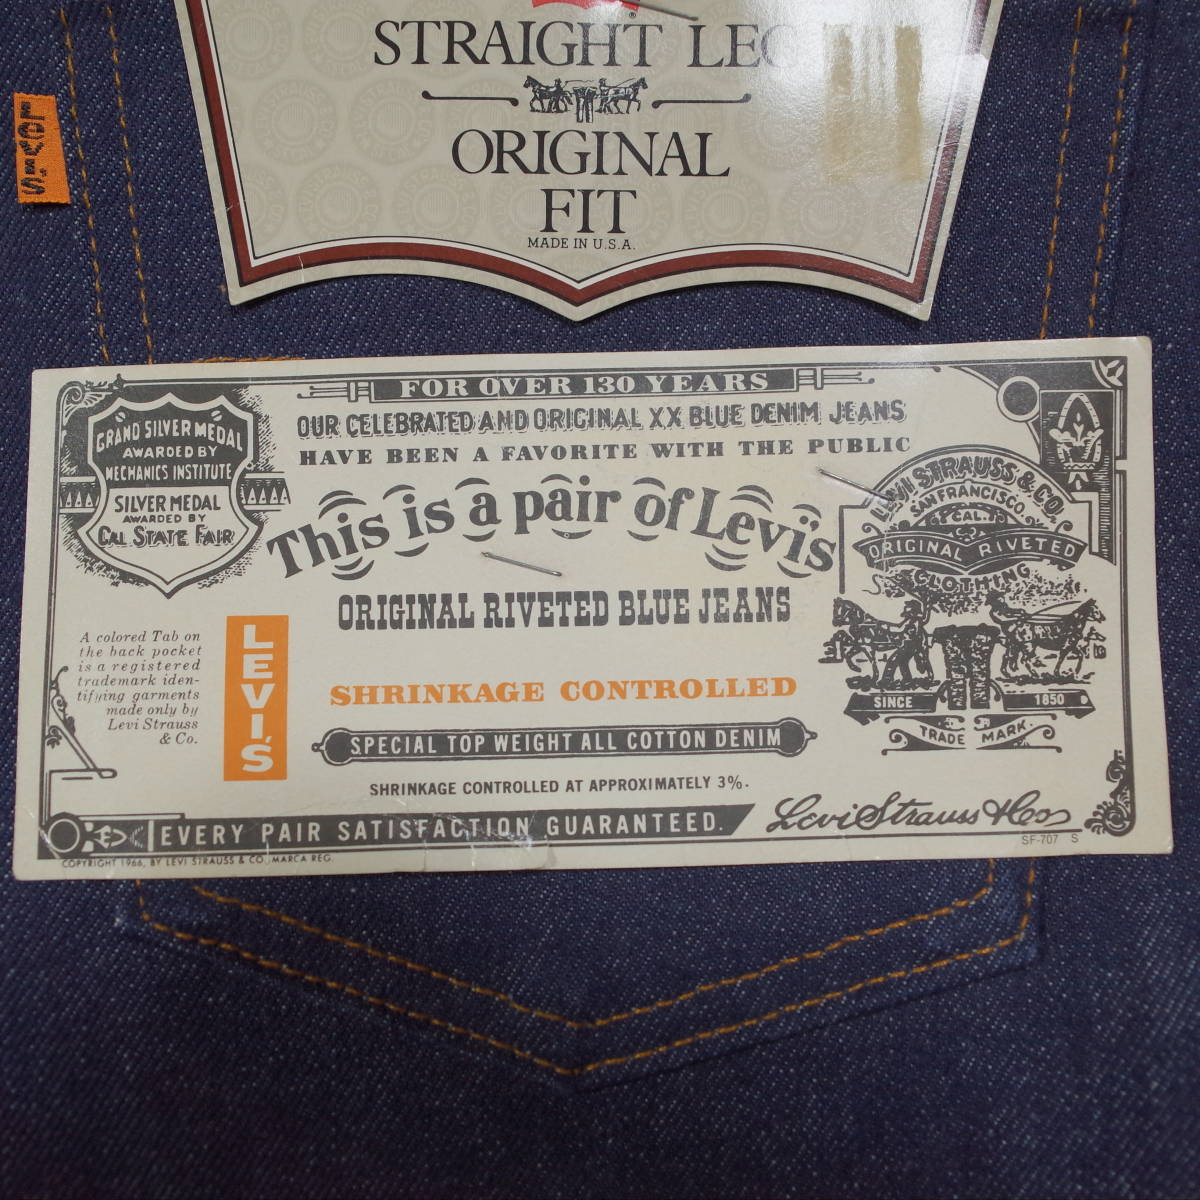 STRAIGHT LEG
ORIGINAL
FIT
MADE IN U.S.A.
LEVI'S
FOR OVER 130 YEARS
OUR CELEBRATED AND ORIGINAL XX BLUE DENIM JEANS
HAVE BEEN A FAVORITE WITH THE PUBLIC
GRAND SILVER MEDAL
AWARDED BY
MECHANICS INSTITUTE
SILVER MEDAL
AWARDED BY
CAL STATE FAIR
This is a pair of Levi's
ORIGINAL RIVETED BLUE JEANS
LEVI STRAUSS & CO.
SAN FRANCISCO,
CAL.
ORIGINAL RIVETED
CLOTHING
SINCE 1850
TRADE MARK.
A colored Tab on
the back pocket
is a registered
trademark iden-
tifying garments
made only by
Levi Strauss
& Co.
LEVI'S
SHRINKAGE CONTROLLED
SPECIAL TOP WEIGHT ALL COTTON DENIM
SHRINKAGE CONTROLLED AT APPROXIMATELY 3%.
EVERY PAIR SATISFACTION GUARANTEED.
Levi Strauss & Co
SF-707 S
COPYRIGHT 1966, BY LEVI STRAUSS & CO., MARCA REG.